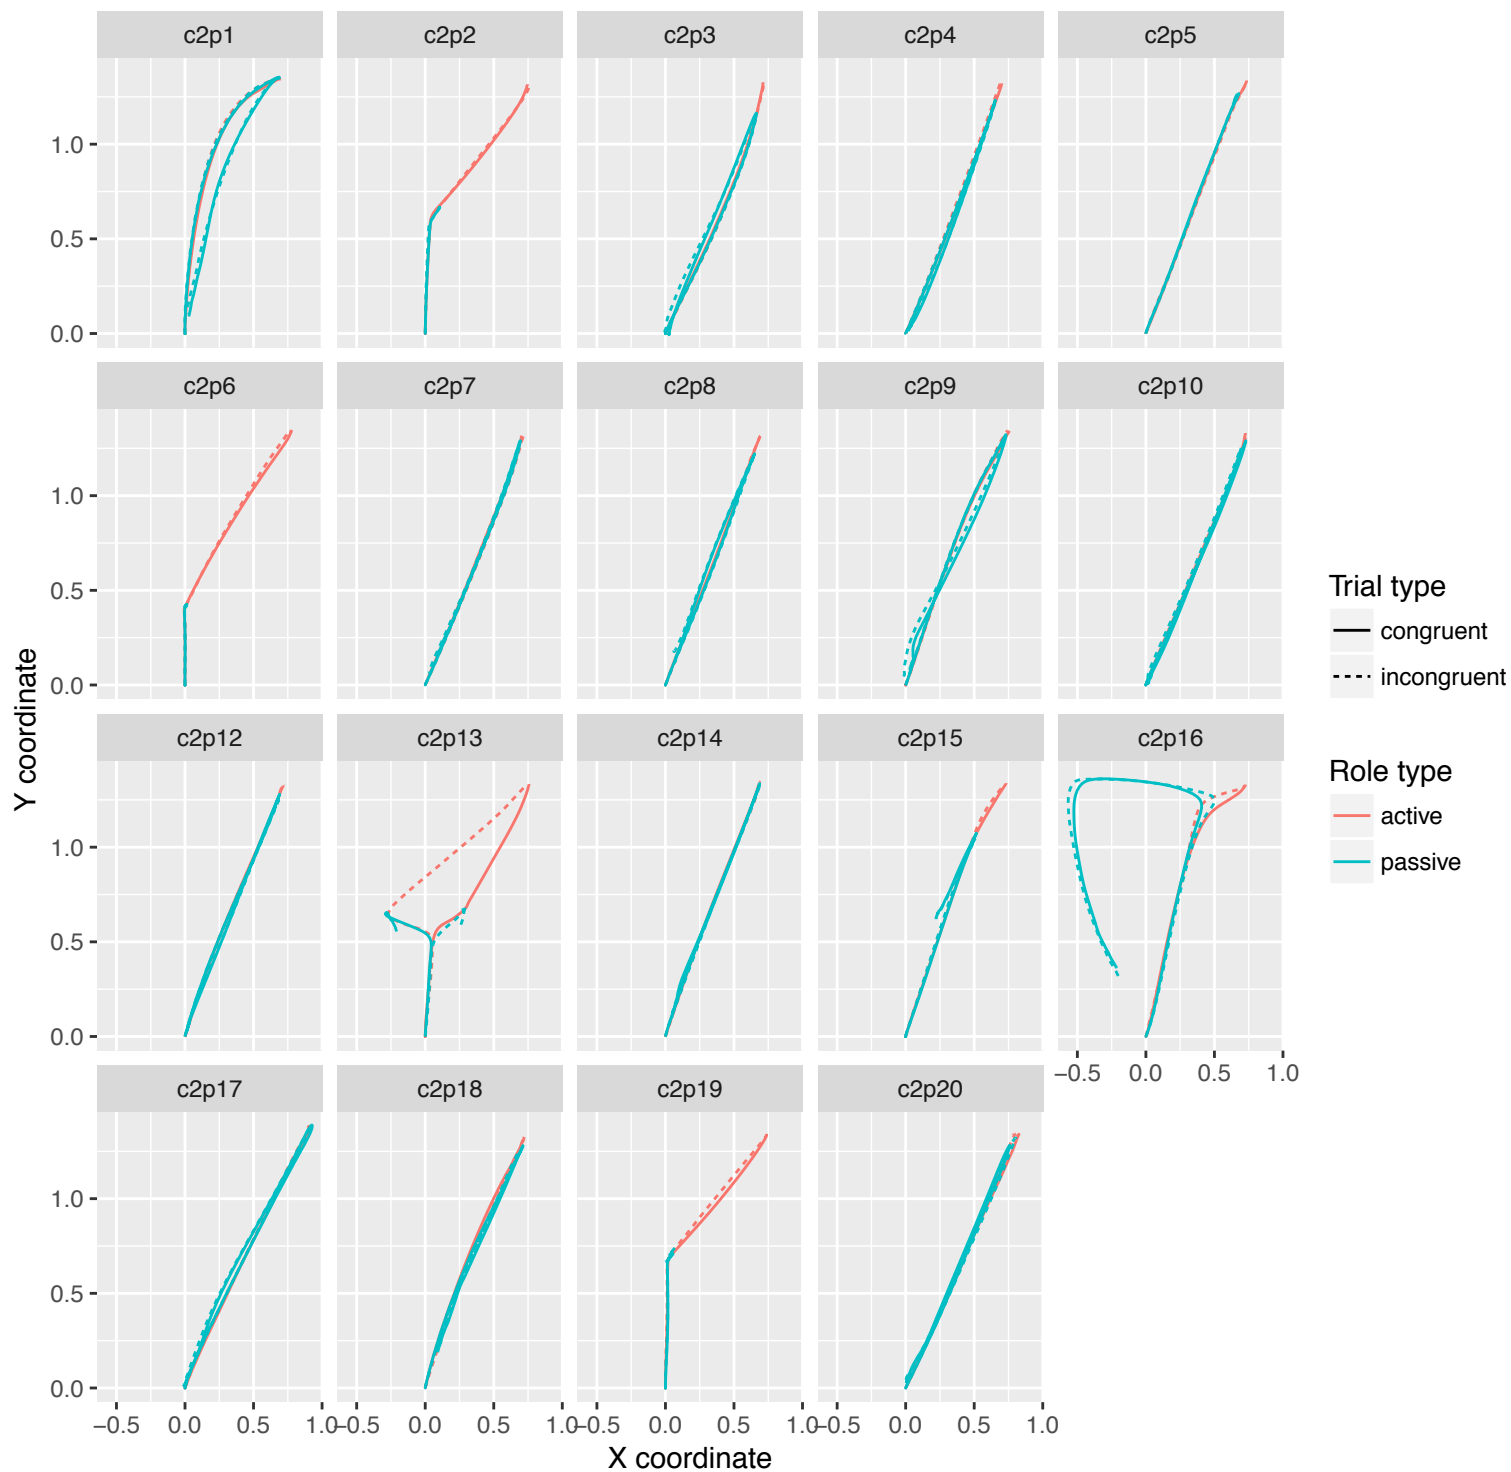 c2p1 c2p2 c2p3 c2p4 c2p5
1.0
0.5
0.0
c2p6 c2p7 c2p8 c2p9 c2p10
1.0
0.5
0.0
Y coordinate
Trial type
congruent
incongruent
Role type
active
passive
c2p12 c2p13 c2p14 c2p15 c2p16
1.0
0.5
0.0
−0.5 0.0 0.5 1.0
c2p17 c2p18 c2p19 c2p20
1.0
0.5
0.0
−0.5 0.0 0.5 1.0 −0.5 0.0 0.5 1.0 −0.5 0.0 0.5 1.0 −0.5 0.0 0.5 1.0
X coordinate